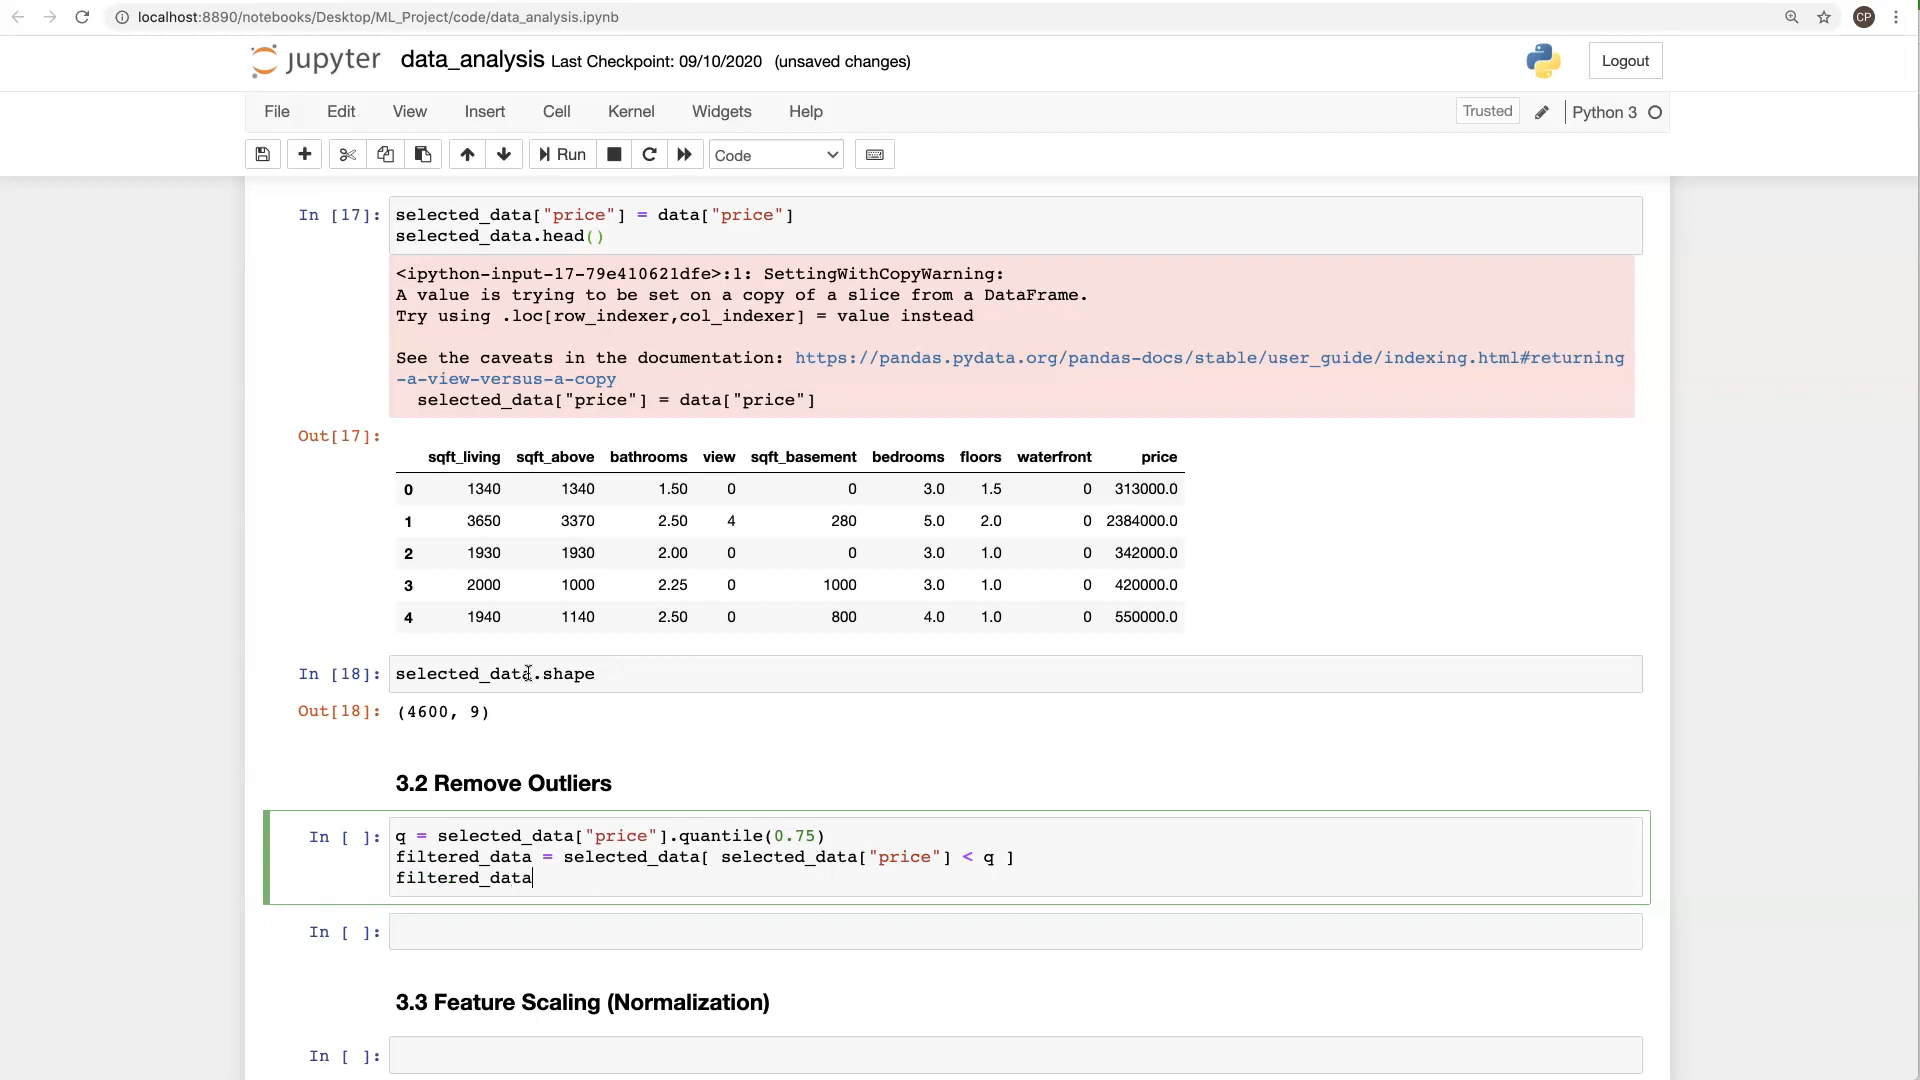 localhost:8890/notebooks/Desktop/ML_Project/code/data_analysis.ipynb
CP
jupyter data_analysis Last Checkpoint: 09/10/2020 (unsaved changes)
Logout
File Edit View Insert Cell Kernel Widgets Help
Trusted Python 3
Run Code
In [17]: selected_data["price"] = data["price"]
selected_data.head()
<ipython-input-17-79e410621dfe>:1: SettingWithCopyWarning:
A value is trying to be set on a copy of a slice from a DataFrame.
Try using .loc[row_indexer,col_indexer] = value instead
See the caveats in the documentation: https://pandas.pydata.org/pandas-docs/stable/user_guide/indexing.html#returning
-a-view-versus-a-copy
selected_data["price"] = data["price"]
Out[17]:
sqft_living sqft_above bathrooms view sqft_basement bedrooms floors waterfront price
0 1340 1340 1.50 0 0 3.0 1.5 0 313000.0
1 3650 3370 2.50 4 280 5.0 2.0 0 2384000.0
2 1930 1930 2.00 0 0 3.0 1.0 0 342000.0
3 2000 1000 2.25 0 1000 3.0 1.0 0 420000.0
4 1940 1140 2.50 0 800 4.0 1.0 0 550000.0
In [18]: selected_data.shape
Out[18]: (4600, 9)
3.2 Remove Outliers
In [ ]: q = selected_data["price"].quantile(0.75)
filtered_data = selected_data[ selected_data["price"] < q ]
filtered_data
In [ ]:
3.3 Feature Scaling (Normalization)
In [ ]: